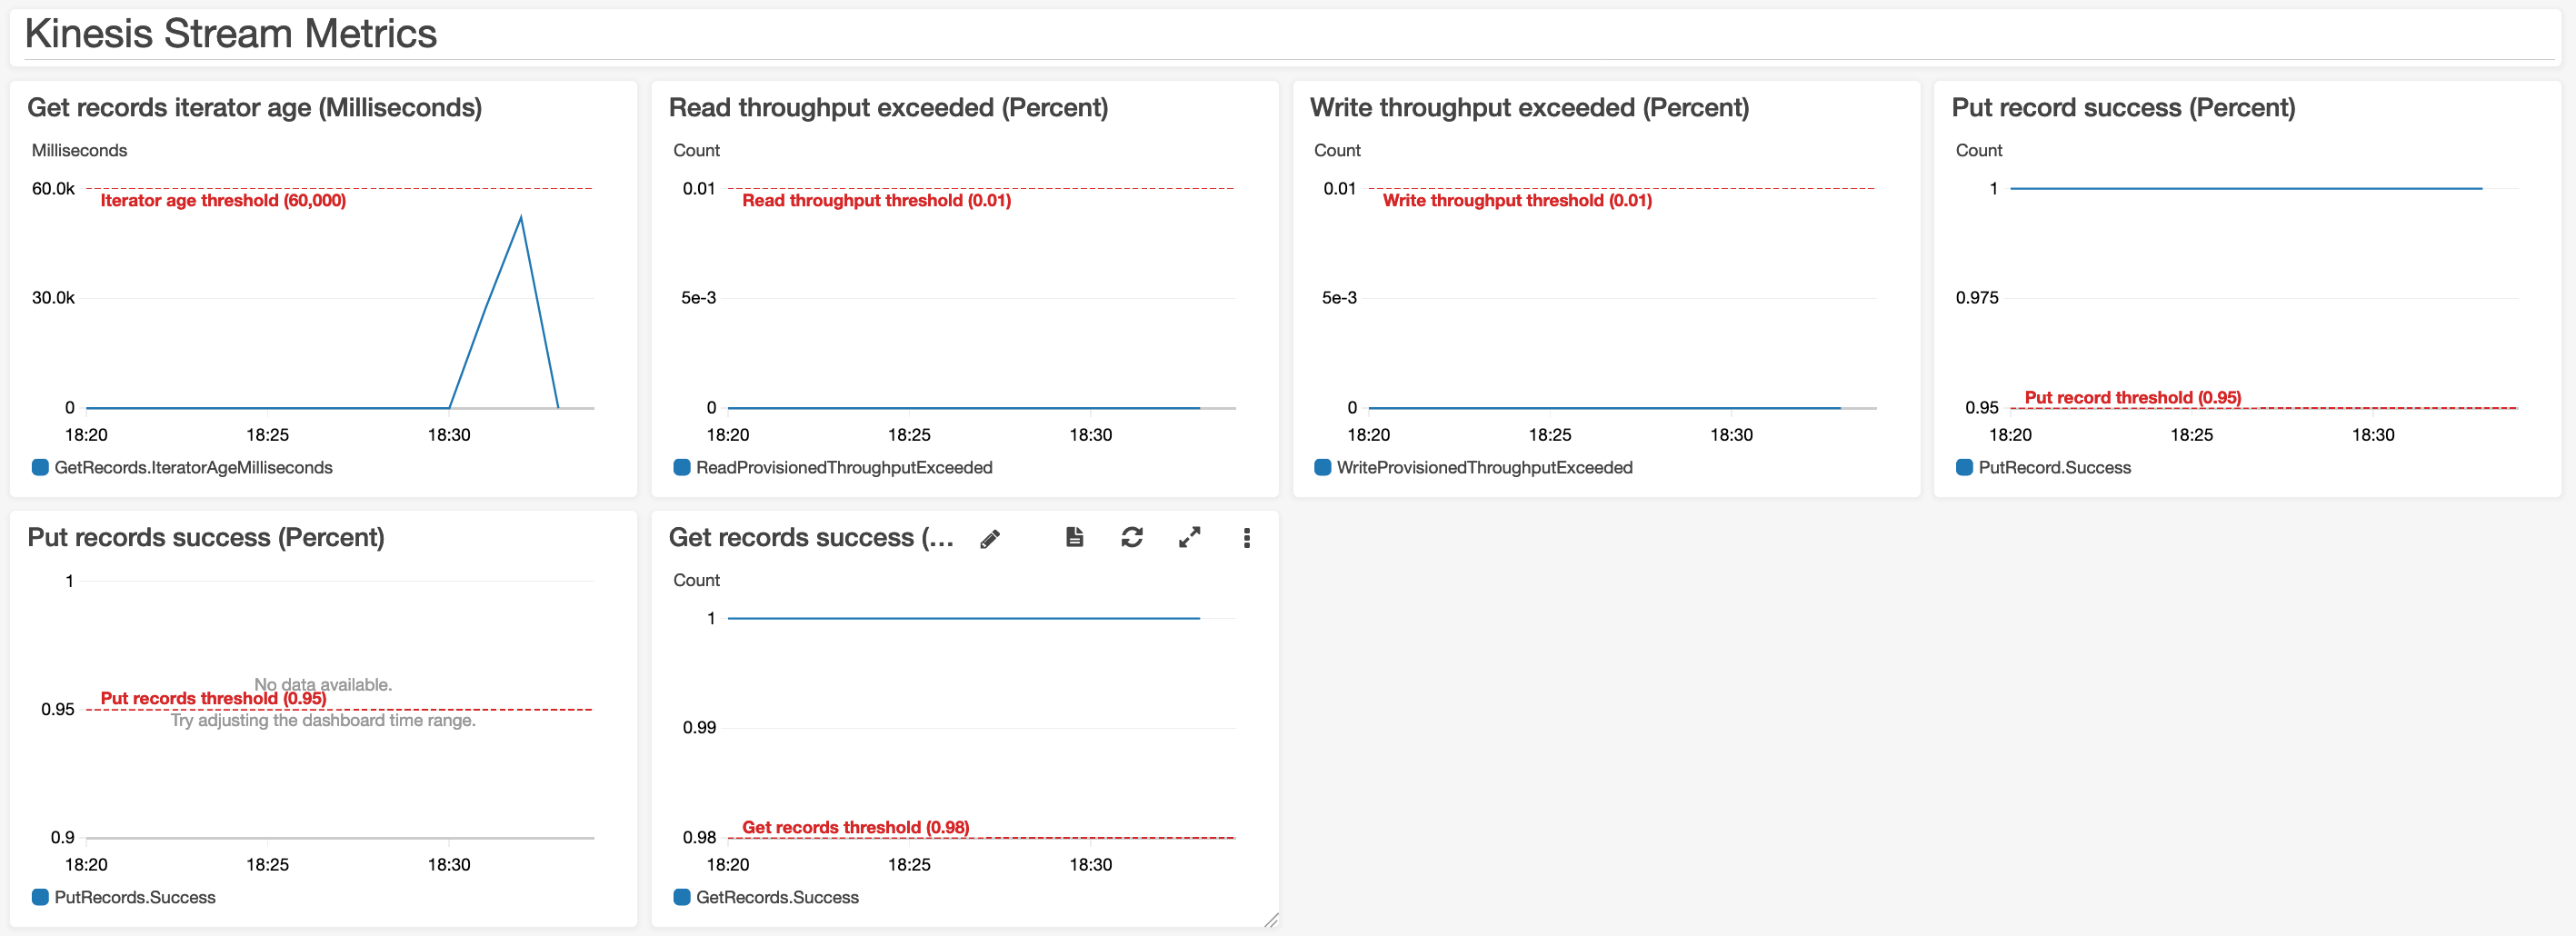 Kinesis Stream Metrics
Get records iterator age (Milliseconds)
Milliseconds
60.0k
Iterator age threshold (60,000)
30.0k
0
18:20 18:25 18:30
GetRecords.IteratorAgeMilliseconds
Read throughput exceeded (Percent)
Count
0.01
Read throughput threshold (0.01)
5e-3
0
18:20 18:25 18:30
ReadProvisionedThroughputExceeded
Write throughput exceeded (Percent)
Count
0.01
Write throughput threshold (0.01)
5e-3
0
18:20 18:25 18:30
WriteProvisionedThroughputExceeded
Put record success (Percent)
Count
1
0.975
Put record threshold (0.95)
0.95
18:20 18:25 18:30
PutRecord.Success
Put records success (Percent)
1
No data available.
Put records threshold (0.95)
0.95
Try adjusting the dashboard time range.
0.9
18:20 18:25 18:30
PutRecords.Success
Get records success (...
Count
1
0.99
Get records threshold (0.98)
0.98
18:20 18:25 18:30
GetRecords.Success